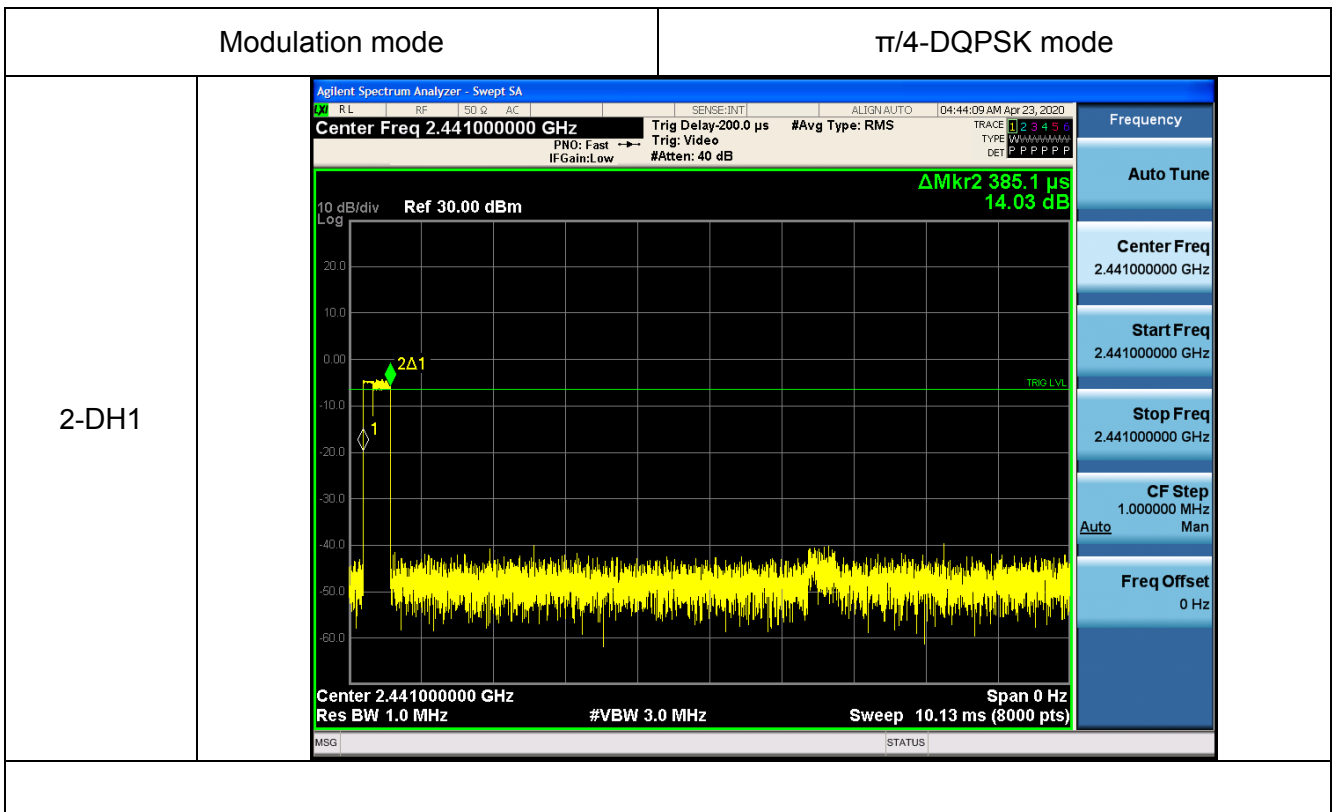 Modulation mode π/4-DQPSK mode
2-DH1
Agilent Spectrum Analyzer - Swept SA
LXI RL RF 50 Ω AC SENSE:INT ALIGN AUTO 04:44:09 AM Apr 23, 2020
Center Freq 2.441000000 GHz
PNO: Fast
IFGain:Low
Trig Delay-200.0 µs
Trig: Video
#Atten: 40 dB
#Avg Type: RMS
TRACE 1 2 3 4 5 6
TYPE WWWWWW
DET P P P P P P
ΔMkr2 385.1 µs
14.03 dB
10 dB/div Ref 30.00 dBm
Log
20.0
10.0
0.00
-10.0
-20.0
-30.0
-40.0
-50.0
-60.0
2Δ1
1
TRIG LVL
Center 2.441000000 GHz Span 0 Hz
Res BW 1.0 MHz #VBW 3.0 MHz Sweep 10.13 ms (8000 pts)
MSG STATUS
Frequency
Auto Tune
Center Freq
2.441000000 GHz
Start Freq
2.441000000 GHz
Stop Freq
2.441000000 GHz
CF Step
1.000000 MHz
Auto Man
Freq Offset
0 Hz